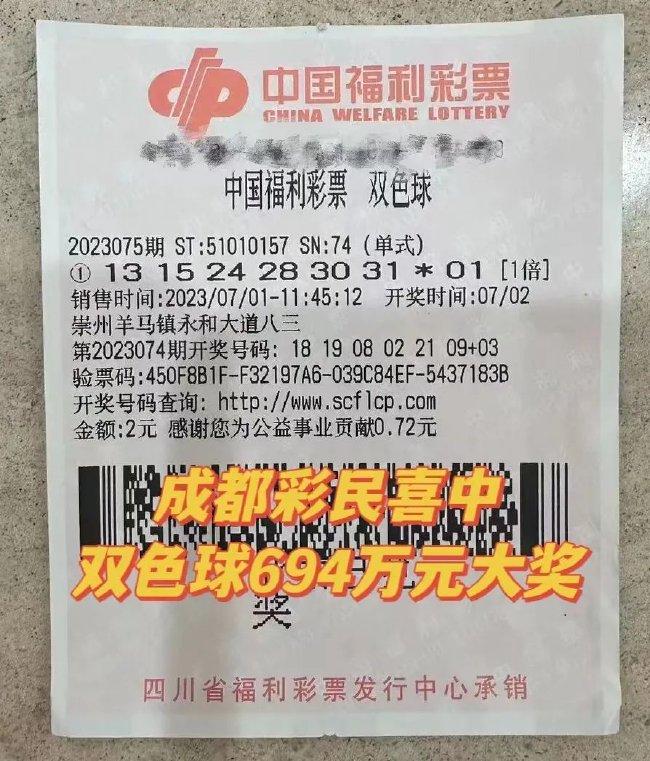 中国福利彩票
CHINA WELFARE LOTTERY
中国福利彩票 双色球
2023075期 ST:51010157 SN:74 (单式)
① 13 15 24 28 30 31 * 01 [1倍]
销售时间:2023/07/01-11:45:12 开奖时间:07/02
崇州羊马镇永和大道八三
第2023074期开奖号码: 18 19 08 02 21 09+03
验票码:450F8B1F-F32197A6-039C84EF-5437183B
开奖号码查询: http://www.scflcp.com
金额:2元 感谢您为公益事业贡献0.72元
成都彩民喜中
双色球694万元大奖
奖
四川省福利彩票发行中心承销